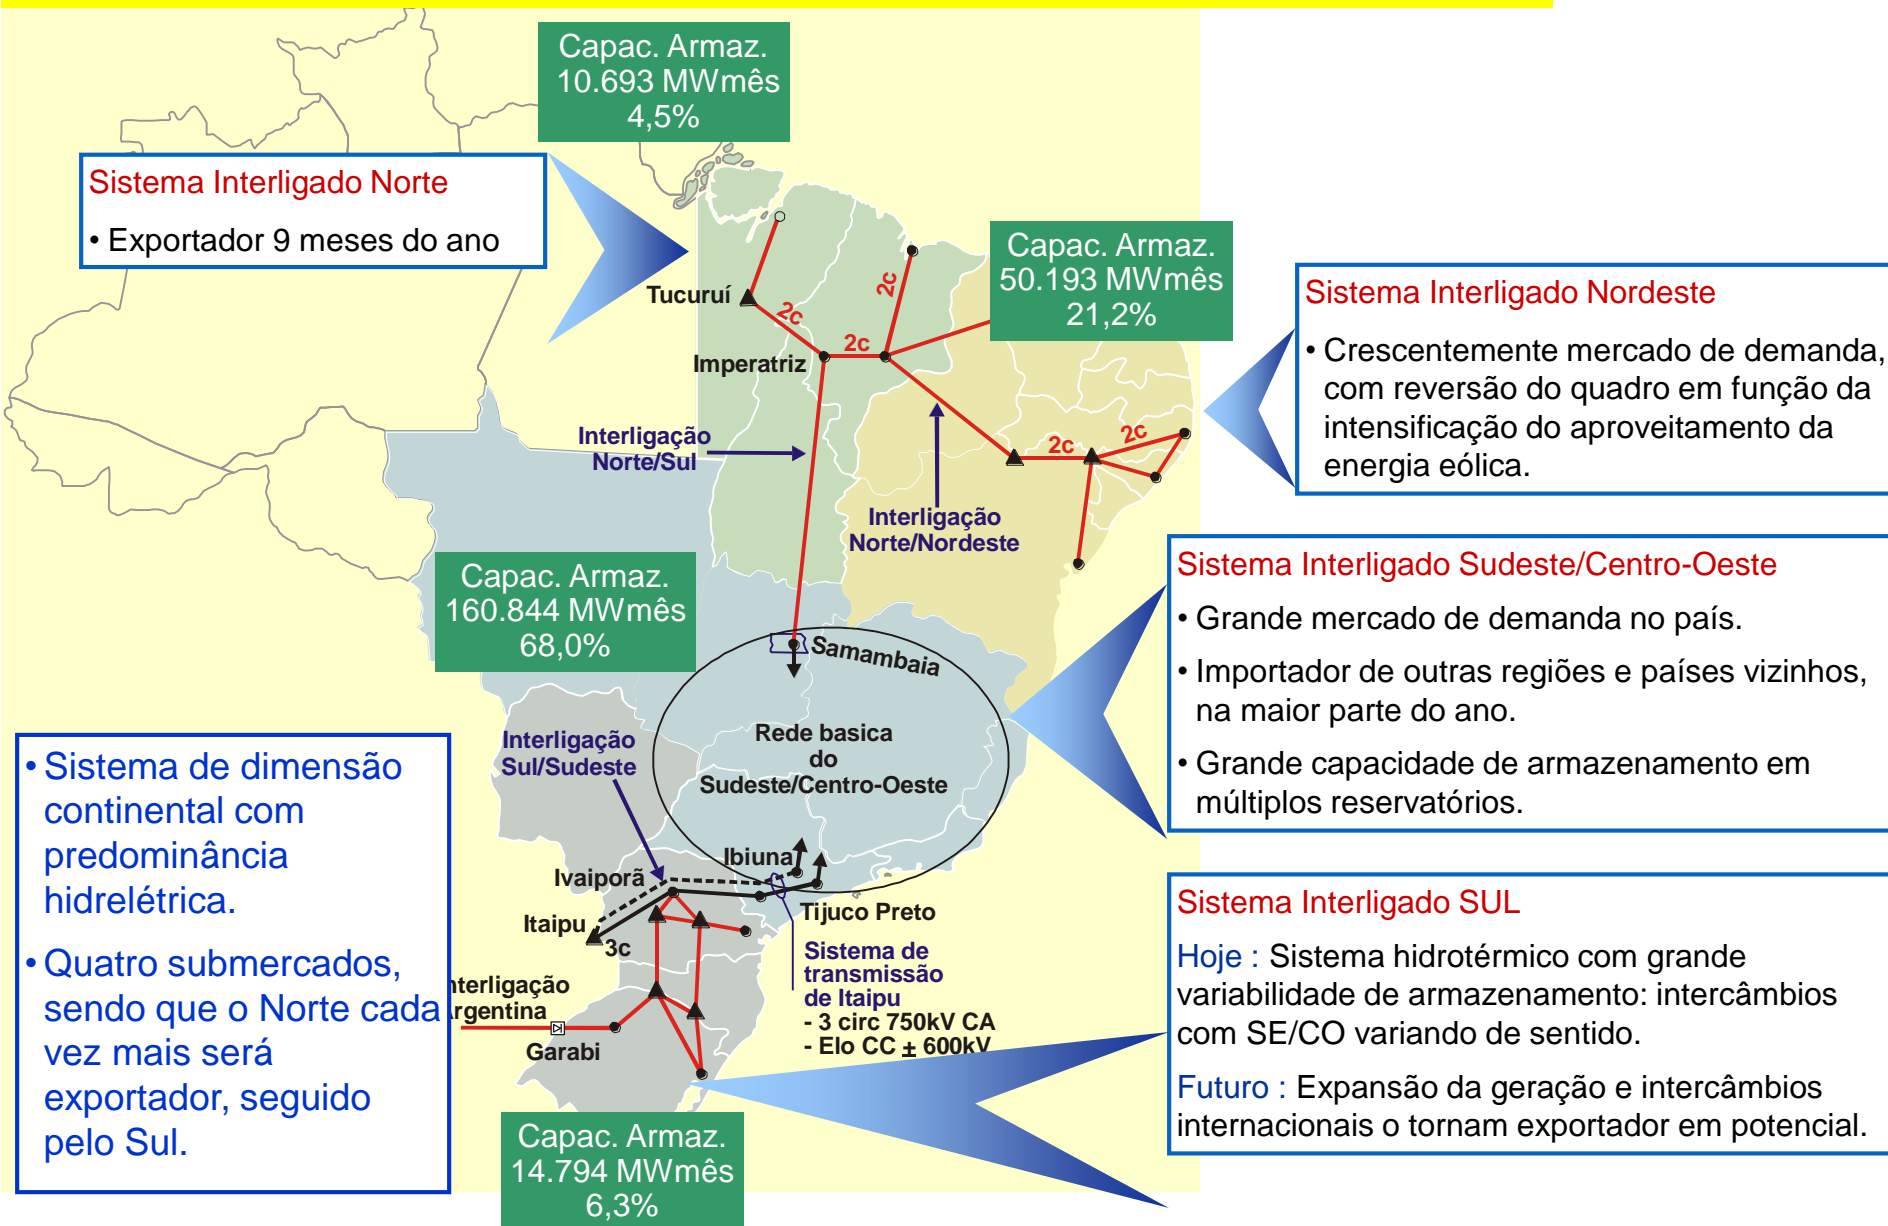 Capac. Armaz.
10.693 MWmês
4,5%
Sistema Interligado Norte
• Exportador 9 meses do ano
Capac. Armaz.
50.193 MWmês
21,2%
Sistema Interligado Nordeste
• Crescentemente mercado de demanda,
com reversão do quadro em função da
intensificação do aproveitamento da
energia eólica.
Tucuruí
2c
2c
2c
Imperatriz
Interligação
Norte/Sul
2c
2c
Interligação
Norte/Nordeste
Capac. Armaz.
160.844 MWmês
68,0%
Sistema Interligado Sudeste/Centro-Oeste
• Grande mercado de demanda no país.
• Importador de outras regiões e países vizinhos,
na maior parte do ano.
• Grande capacidade de armazenamento em
múltiplos reservatórios.
Samambaia
Rede basica
do
Sudeste/Centro-Oeste
Interligação
Sul/Sudeste
• Sistema de dimensão
continental com
predominância
hidrelétrica.
• Quatro submercados,
sendo que o Norte cada
vez mais será
exportador, seguido
pelo Sul.
Ibiuna
Ivaiporã
Itaipu
3c
Tijuco Preto
Sistema de
transmissão
de Itaipu
- 3 circ 750kV CA
- Elo CC ± 600kV
nterligação
rgentina
Garabi
Sistema Interligado SUL
Hoje : Sistema hidrotérmico com grande
variabilidade de armazenamento: intercâmbios
com SE/CO variando de sentido.
Futuro : Expansão da geração e intercâmbios
internacionais o tornam exportador em potencial.
Capac. Armaz.
14.794 MWmês
6,3%